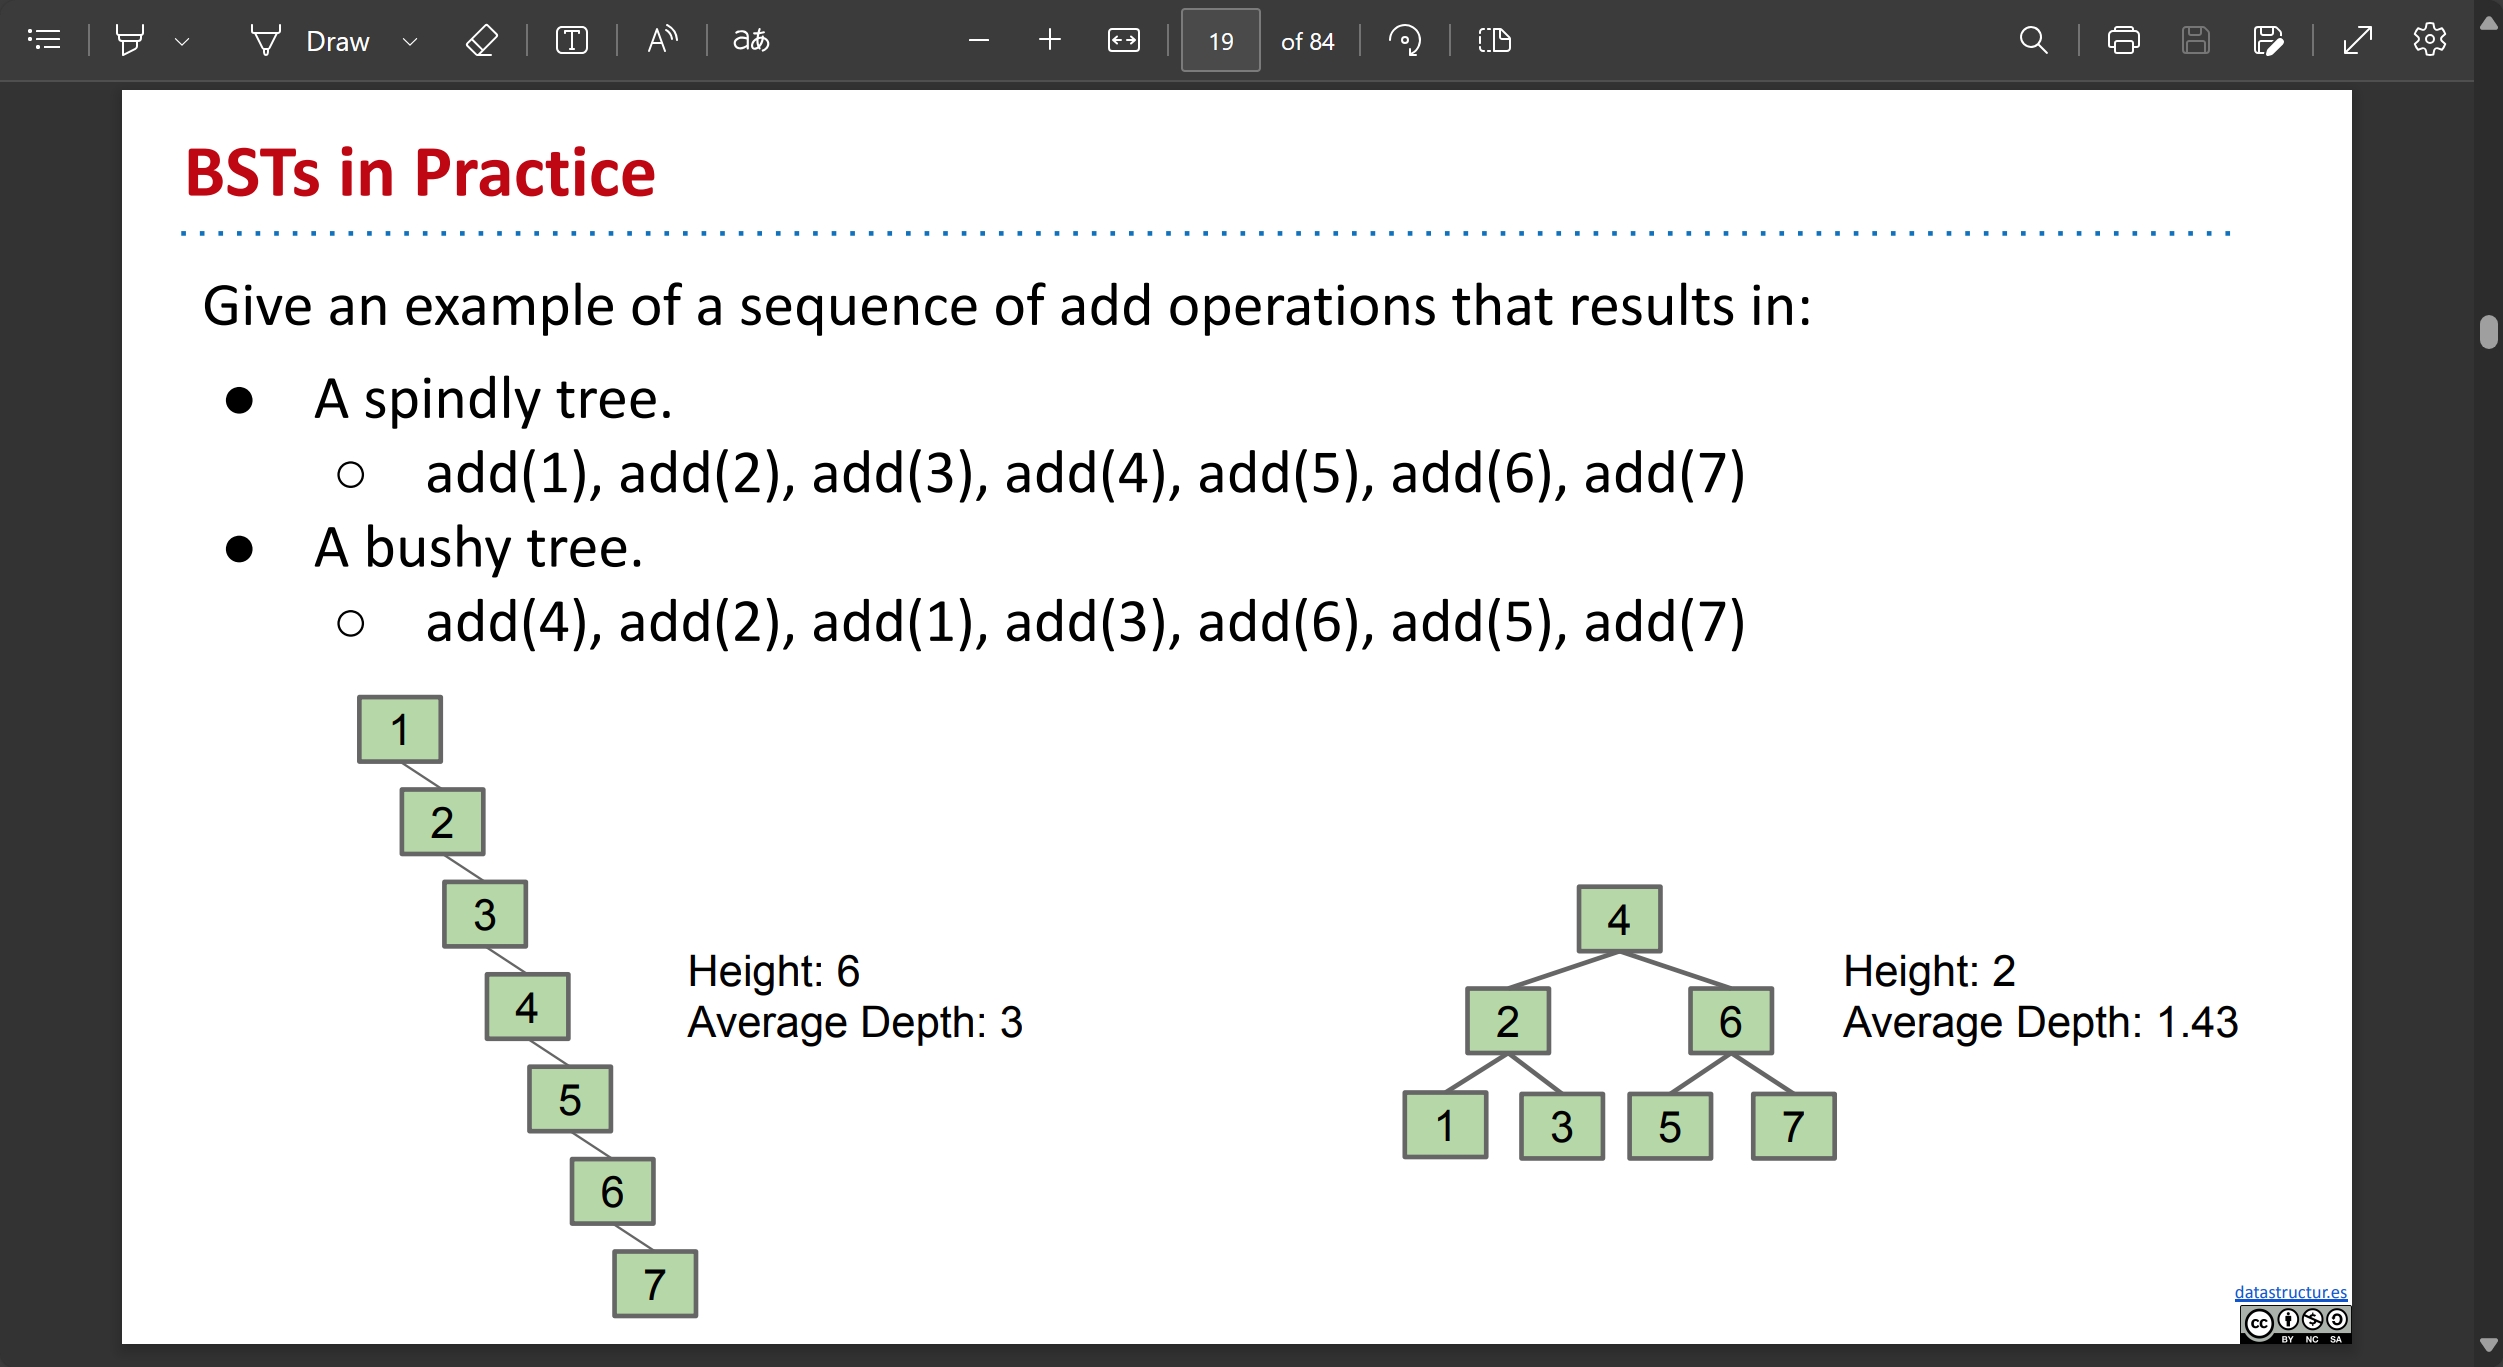 Draw
aあ
19 of 84
BSTs in Practice
Give an example of a sequence of add operations that results in:
● A spindly tree.
○ add(1), add(2), add(3), add(4), add(5), add(6), add(7)
● A bushy tree.
○ add(4), add(2), add(1), add(3), add(6), add(5), add(7)
1
2
3
4
5
6
7
Height: 6
Average Depth: 3
4
2 6
1 3 5 7
Height: 2
Average Depth: 1.43
datastructur.es
cc
BY NC SA